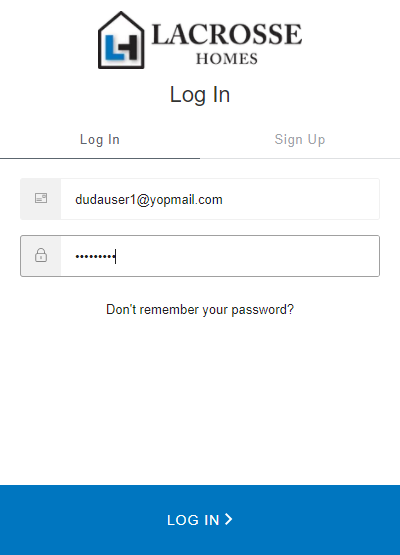 LACROSSE
HOMES
Log In
Log In
Sign Up
dudauser1@yopmail.com
•••••••••
Don't remember your password?
LOG IN